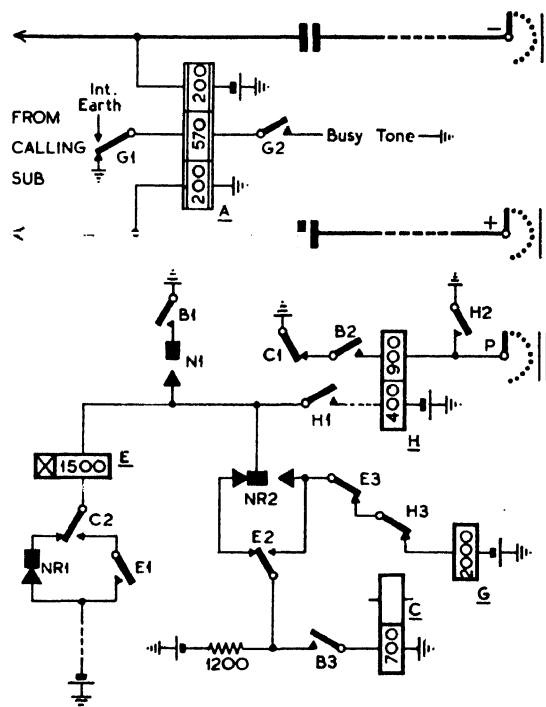 −
200
Int.
Earth
FROM
CALLING
SUB
G1
570
G2
Busy Tone
200
A
+
B1
N1
C1
B2
900
H2
P
H1
400
H
1500
E
C2
NR1
E1
NR2
E3
H3
2000
G
E2
C
700
1200
B3